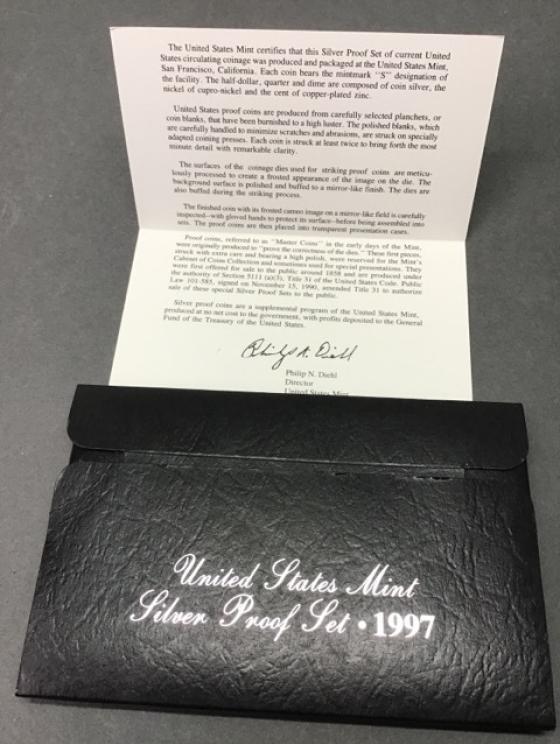 The United States Mint certifies that this Silver Proof Set of current United
States circulating coinage was produced and packaged at the United States Mint,
San Francisco, California. Each coin bears the mintmark "S" designation of
the facility. The half-dollar, quarter and dime are composed of coin silver, the
nickel of cupro-nickel and the cent of copper-plated zinc.
United States proof coins are produced from carefully selected planchets, or
coin blanks, that have been burnished to a high luster. The polished blanks, which
are carefully handled to minimize scratches and abrasions, are struck on specially
adapted coining presses. Each coin is struck at least twice to bring forth the most
minute detail with remarkable clarity.
The surfaces of the coinage dies used for striking proof coins are meticu-
lously processed to create a frosted appearance of the image on the die. The
background surface is polished and buffed to a mirror-like finish. The dies are
also buffed during the striking process.
The finished coin with its frosted cameo image on a mirror-like field is carefully
inspected—with gloved hands to protect its surface—before being assembled into
sets. The proof coins are then placed into transparent presentation cases.
Proof coins, referred to as "Master Coins" in the early days of the Mint,
were originally produced to "prove the correctness of the dies." These first pieces,
struck with extra care and bearing a high polish, were reserved for the Mint's
Cabinet of Coins Collection and sometimes used for special presentations. They
were first offered for sale to the public around 1858 and are produced under
the authority of Section 5111 (a)(3), Title 31 of the United States Code. Public
Law 101-585, signed on November 15, 1990, amended Title 31 to authorize
sale of these special Silver Proof Sets to the public.
Silver proof coins are a supplemental program of the United States Mint,
produced at no net cost to the government, with profits deposited to the General
Fund of the Treasury of the United States.
Philip N. Diehl
Philip N. Diehl
Director
United States Mint
United States Mint
Silver Proof Set • 1997